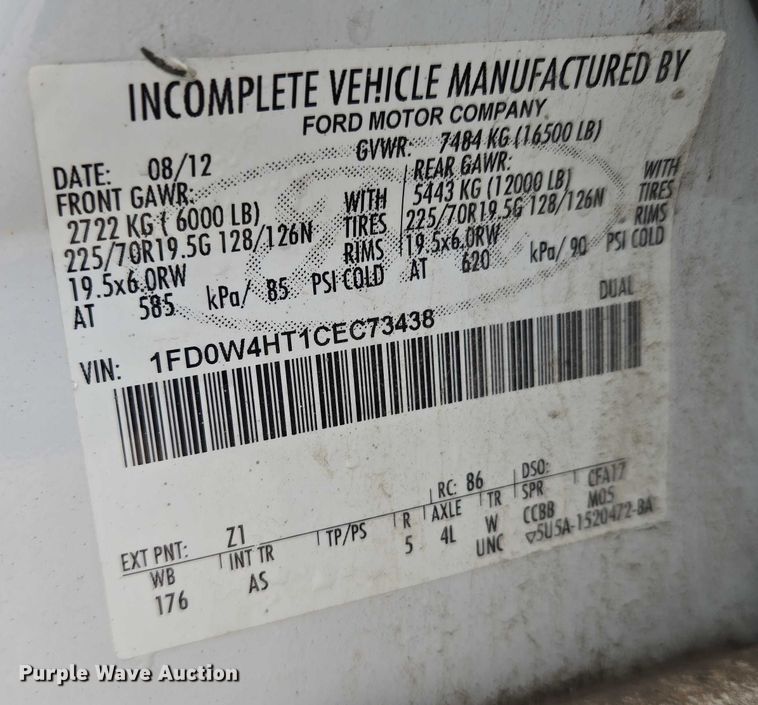 INCOMPLETE VEHICLE MANUFACTURED BY
FORD MOTOR COMPANY
DATE: 08/12 GVWR: 7484 KG (16500 LB)
FRONT GAWR:
2722 KG ( 6000 LB) WITH
225/70R19.5G 128/126N TIRES
19.5x6.0RW RIMS
AT 585 kPa/ 85 PSI COLD
REAR GAWR:
5443 KG (12000 LB) WITH
225/70R19.5G 128/126N TIRES
19.5x6.0RW RIMS
AT 620 kPa/ 90 PSI COLD
DUAL
VIN: 1FD0W4HT1CEC73438
EXT PNT: Z1 RC: 86 DSO:
WB INT TR TP/PS R AXLE TR SPR CFA17
176 AS 5 4L W CCBB M05
UNC ▽5U5A-1520472-BA
Purple Wave Auction